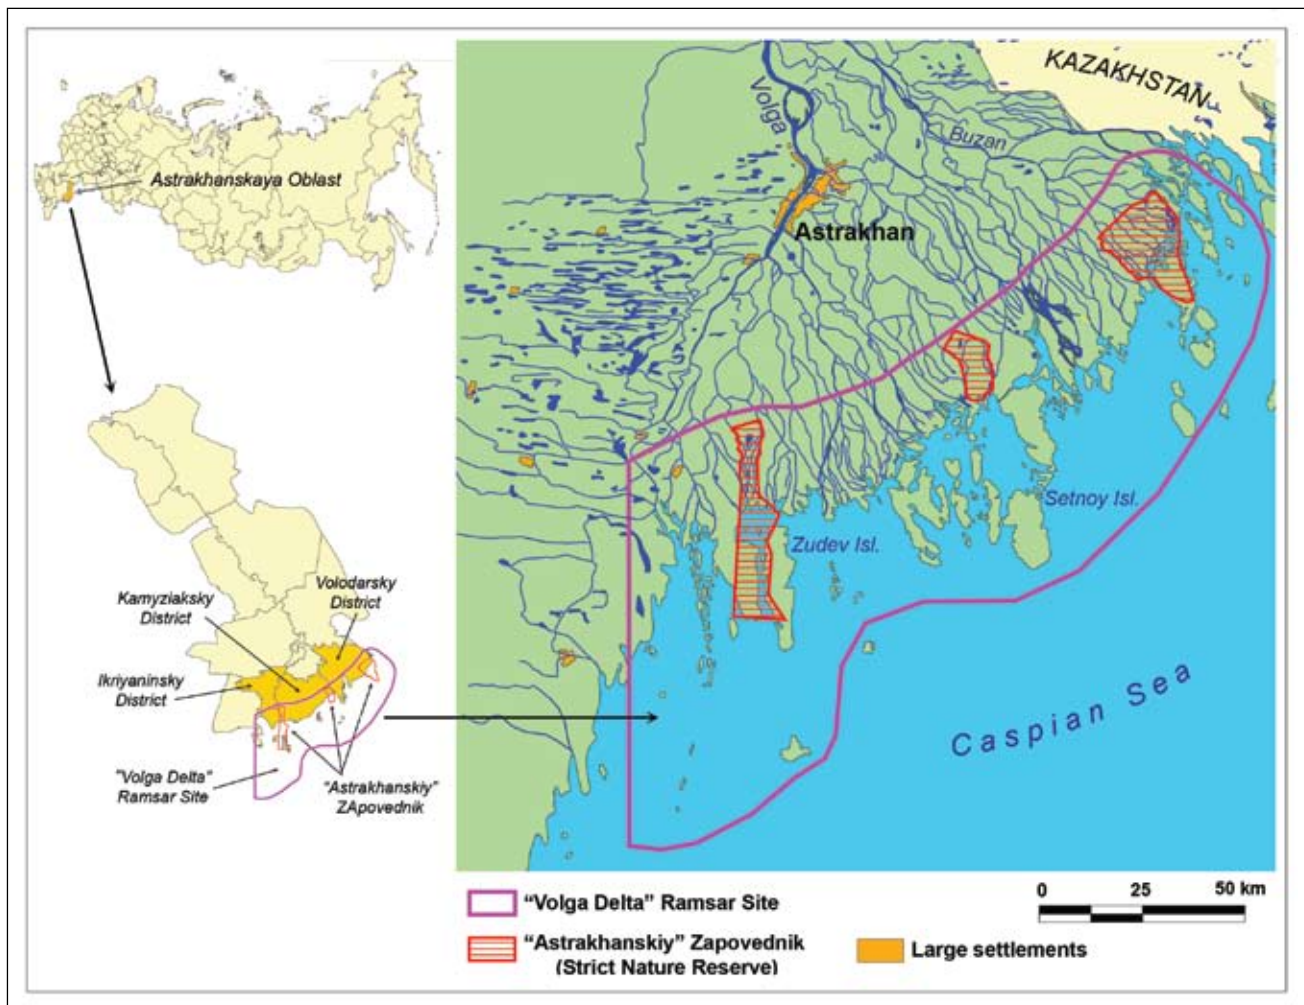 Astrakhanskaya Oblast
KAZAKHSTAN
Volga
Buzan
Astrakhan
Setnoy Isl.
Zudev Isl.
Caspian Sea
Volodarsky
District
Kamyziaksky
District
Ikriyaninsky
District
"Volga Delta"
Ramsar Site
"Astrakhanskiy"
ZApovednik
0 25 50 km
"Volga Delta" Ramsar Site
"Astrakhanskiy" Zapovednik
(Strict Nature Reserve)
Large settlements